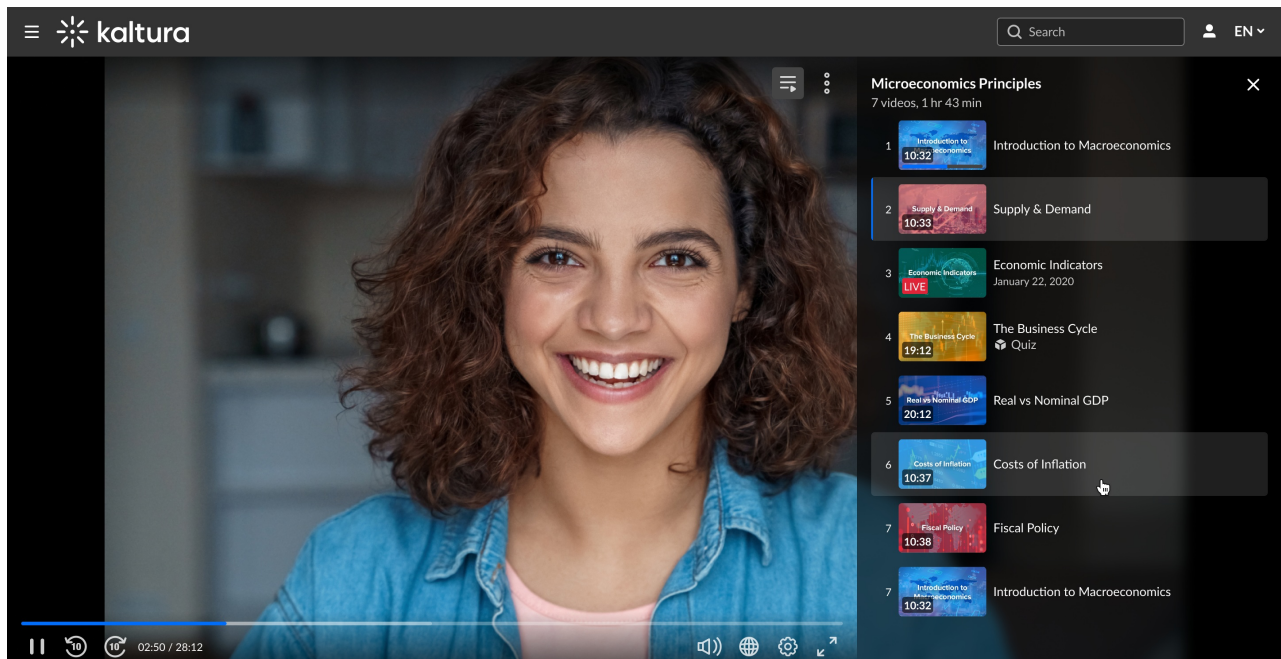 kaltura
Search
EN
Microeconomics Principles
7 videos, 1 hr 43 min
1
Introduction to
Macroeconomics
10:32
Introduction to Macroeconomics
2
Supply & Demand
10:33
Supply & Demand
3
Economic Indicators
LIVE
Economic Indicators
January 22, 2020
4
The Business Cycle
19:12
The Business Cycle
Quiz
5
Real vs Nominal GDP
20:12
Real vs Nominal GDP
6
Costs of Inflation
10:37
Costs of Inflation
7
Fiscal Policy
10:38
Fiscal Policy
7
Introduction to
Macroeconomics
10:32
Introduction to Macroeconomics
10
10
02:50 / 28:12